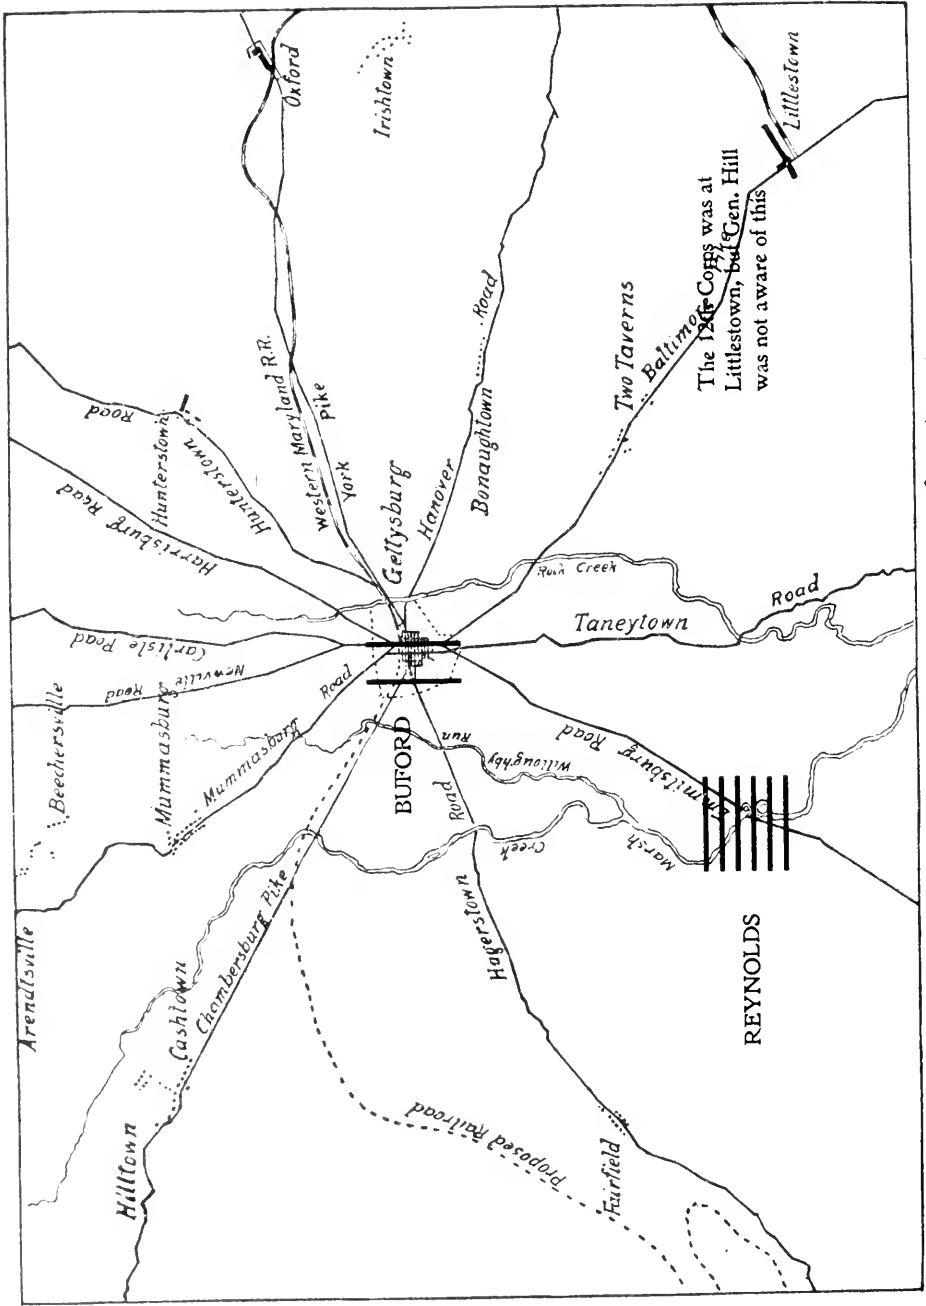 Arendtsville
Beechersville
Hilltown
Cashtown
Chambersburg Pike
Mummasburg
Mummasburg
Road
Newville Road
Carlisle Road
Harrisburg Road
Hunterstown
Hunterstown
Road
Western Maryland R.R.
York
Pike
Oxford
Irishtown
Gettysburg
Hanover
Bonaughtown
Road
BUFORD
Rock Creek
Willoughby
Run
Marsh
Creek
Hagerstown
Road
Proposed Railroad
Fairfield
Emmitsburg
Road
REYNOLDS
Taneytown
Road
Two Taverns
Baltimore
The 12th Corps was at
Littlestown, but Gen. Hill
was not aware of this
Littlestown